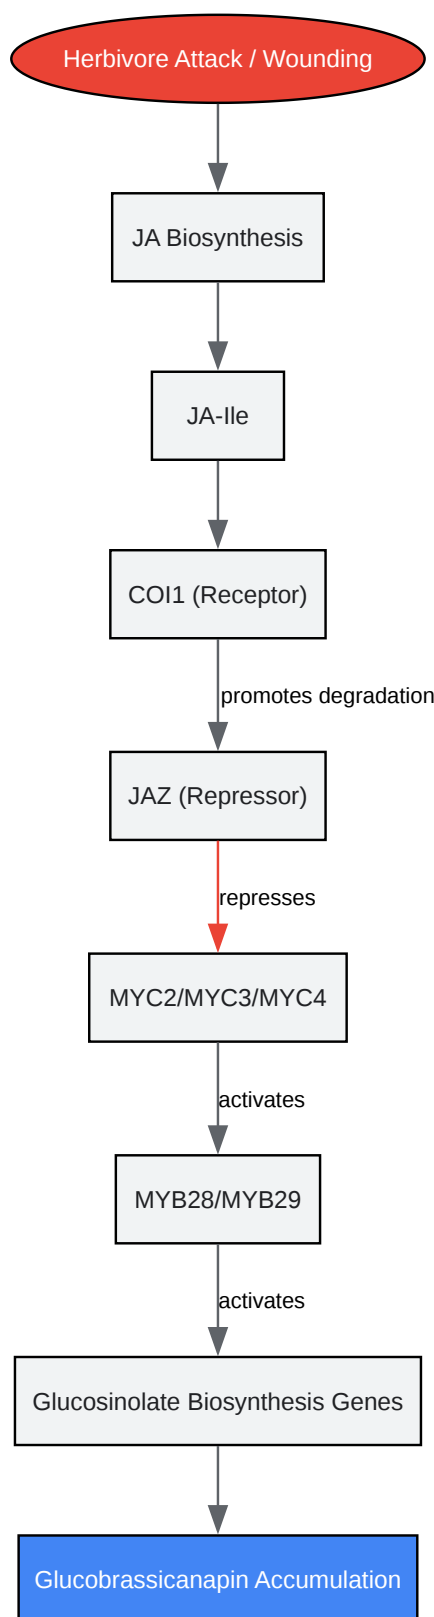 Herbivore Attack / Wounding
JA Biosynthesis
JA-Ile
COI1 (Receptor)
promotes degradation
JAZ (Repressor)
represses
MYC2/MYC3/MYC4
activates
MYB28/MYB29
activates
Glucosinolate Biosynthesis Genes
Glucobrassicanapin Accumulation